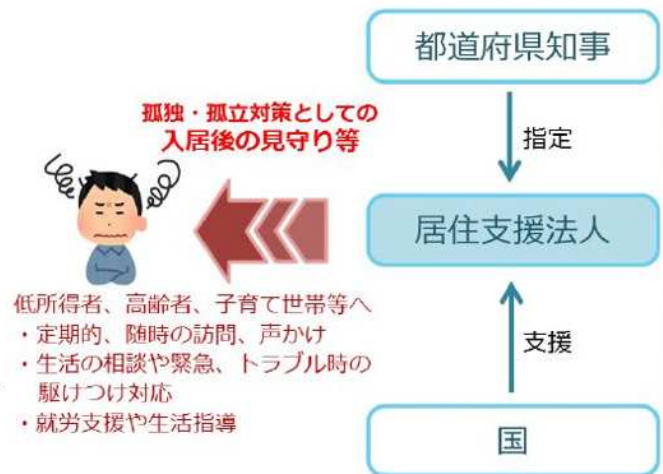 都道府県知事
孤独・孤立対策としての
入居後の見守り等
指定
居住支援法人
低所得者、高齢者、子育て世帯等へ
・定期的、随時の訪問、声かけ
・生活の相談や緊急、トラブル時の
駆けつけ対応
・就労支援や生活指導
支援
国